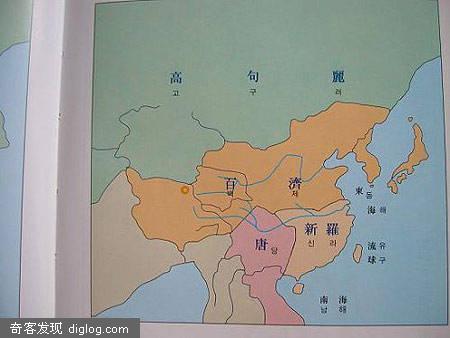 高 句 麗
고 구 려
百 濟
백 제
東
동
海 해
新 羅
신 라
唐 당
流 유
球 구
南 海
남 해
奇客发现 diglog.com